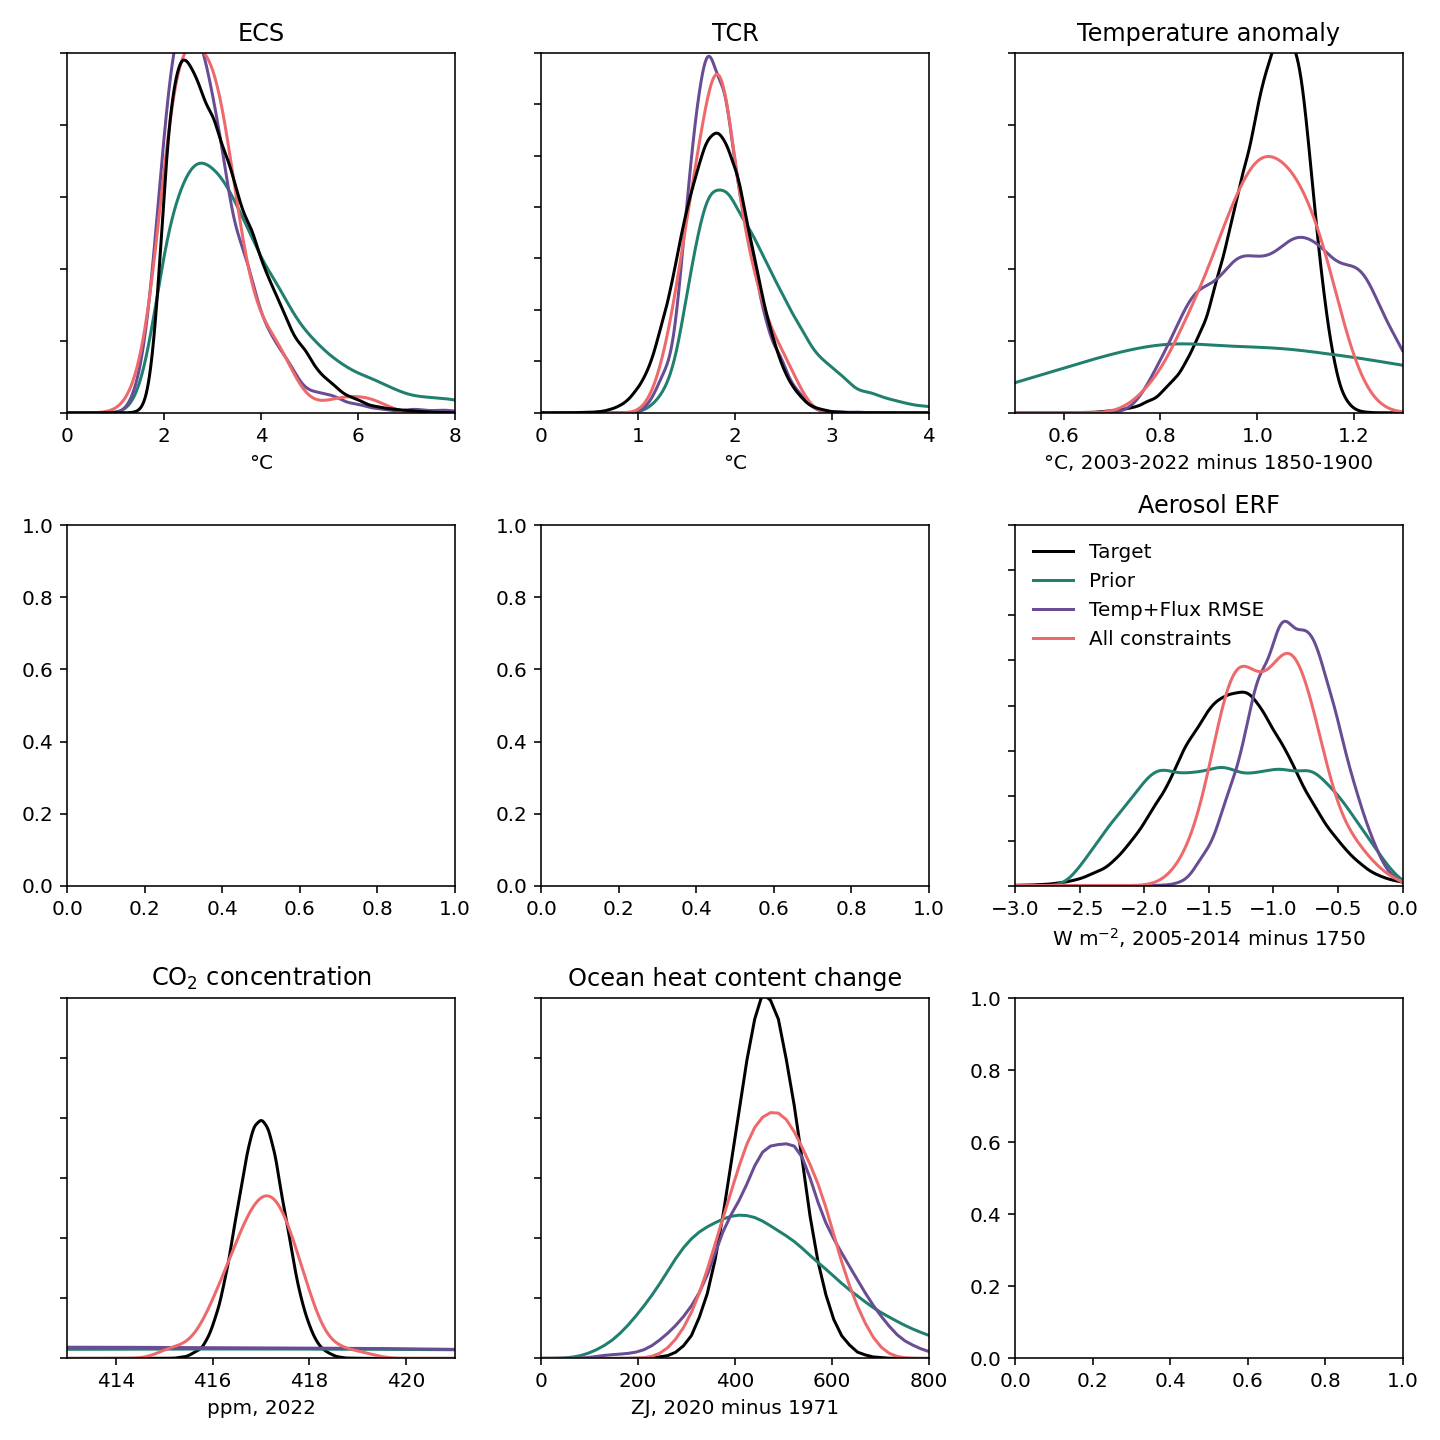 ECS
TCR
Temperature anomaly
0 2 4 6 8
0 1 2 3 4
0.6 0.8 1.0 1.2
°C
°C
°C, 2003-2022 minus 1850-1900
Aerosol ERF
1.0
0.8
0.6
0.4
0.2
0.0
0.0 0.2 0.4 0.6 0.8 1.0
1.0
0.8
0.6
0.4
0.2
0.0
0.0 0.2 0.4 0.6 0.8 1.0
Target
Prior
Temp+Flux RMSE
All constraints
−3.0 −2.5 −2.0 −1.5 −1.0 −0.5 0.0
W m⁻², 2005-2014 minus 1750
CO₂ concentration
Ocean heat content change
414 416 418 420
ppm, 2022
0 200 400 600 800
ZJ, 2020 minus 1971
1.0
0.8
0.6
0.4
0.2
0.0
0.0 0.2 0.4 0.6 0.8 1.0